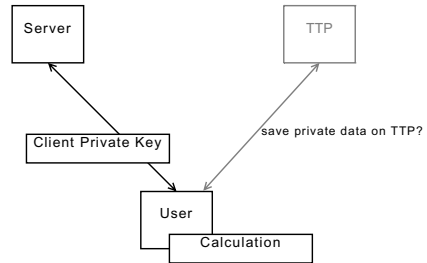 Server
TTP
Client Private Key
save private data on TTP?
User
Calculation